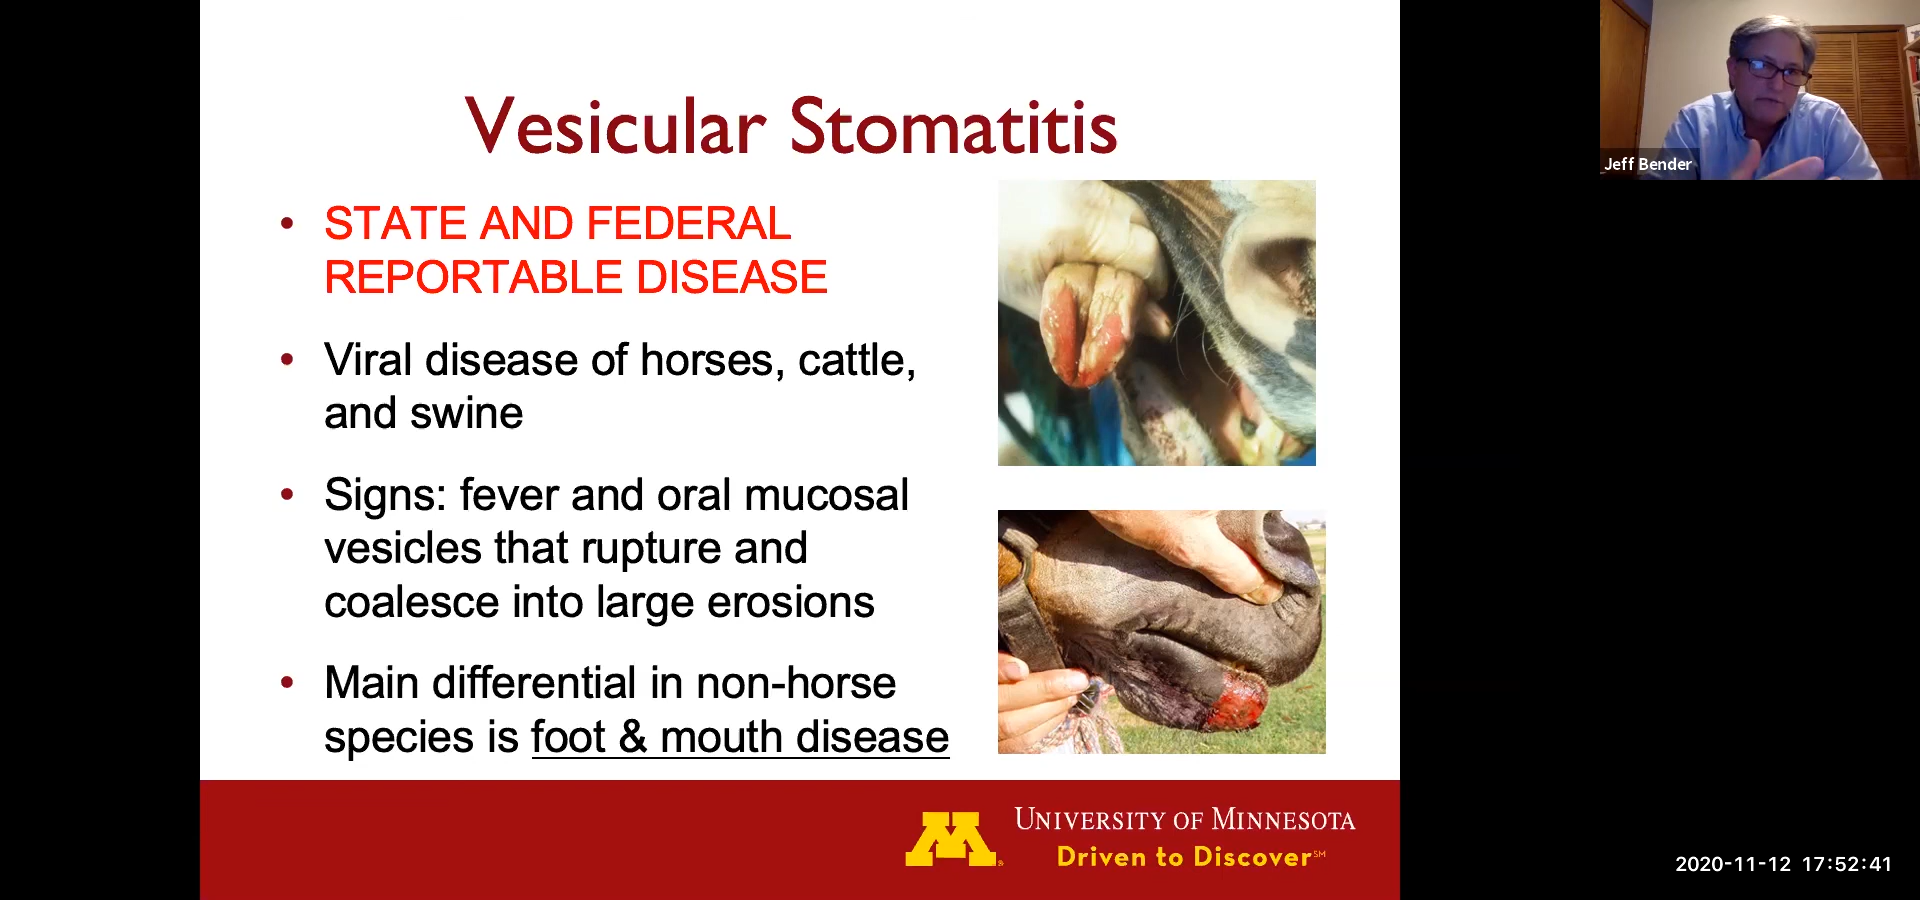 Vesicular Stomatitis
• STATE AND FEDERAL
REPORTABLE DISEASE
• Viral disease of horses, cattle,
and swine
• Signs: fever and oral mucosal
vesicles that rupture and
coalesce into large erosions
• Main differential in non-horse
species is foot & mouth disease
M®
UNIVERSITY OF MINNESOTA
Driven to Discover℠
Jeff Bender
2020-11-12 17:52:41